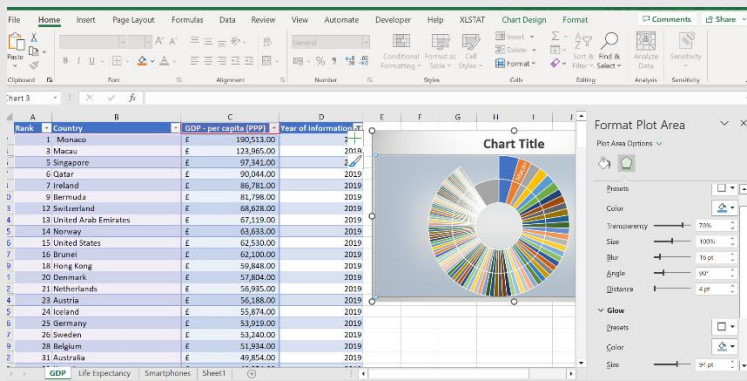 File Home Insert Page Layout Formulas Data Review View Automate Developer Help XLSTAT Chart Design Format Comments Share
Paste
Clipboard Font Alignment Number Styles Cells Editing Analysis Sensitivity
General
Conditional Formatting
Format as Table
Cell Styles
Insert
Delete
Format
Sort & Filter
Find & Select
Analyze Data
Sensitivity
Chart 3
A B C D E F G H I
Rank Country GDP - per capita (PPP) Year of Information
1 Monaco £ 190,513.00
3 Macau £ 123,965.00 2019
5 Singapore £ 97,341.00
6 Qatar £ 90,044.00 2019
7 Ireland £ 86,781.00 2019
9 Bermuda £ 81,798.00 2019
12 Switzerland £ 68,628.00 2019
13 United Arab Emirates £ 67,119.00 2019
14 Norway £ 63,633.00 2019
15 United States £ 62,530.00 2019
16 Brunei £ 62,100.00 2019
18 Hong Kong £ 59,848.00 2019
20 Denmark £ 57,804.00 2019
21 Netherlands £ 56,935.00 2019
23 Austria £ 56,188.00 2019
24 Iceland £ 55,874.00 2019
25 Germany £ 53,919.00 2019
26 Sweden £ 53,240.00 2019
28 Belgium £ 51,934.00 2019
31 Australia £ 49,854.00 2019
Chart Title
Format Plot Area
Plot Area Options
Presets
Color
Transparency 78%
Size 100%
Blur 16 pt
Angle 90°
Distance 4 pt
Glow
Presets
Color
Size 91 pt
GDP Life Expectancy Smartphones Sheet1